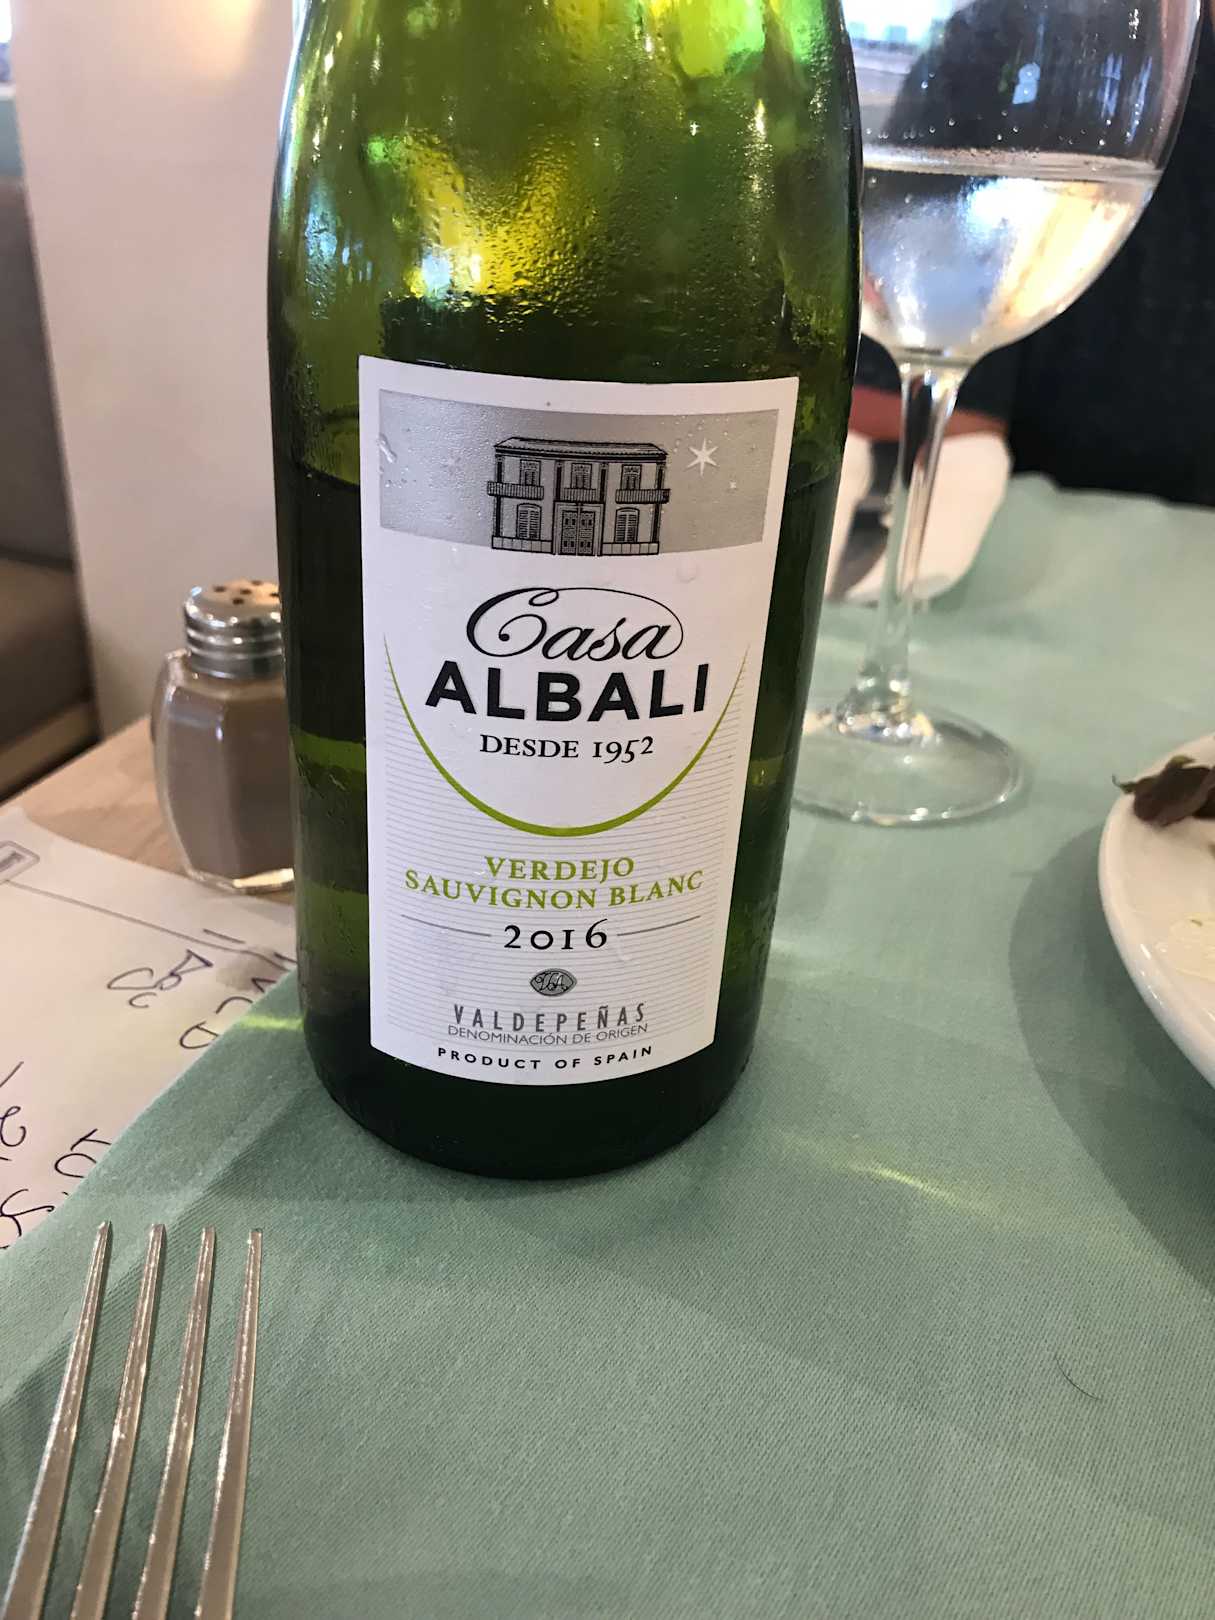 Casa
ALBALI
DESDE 1952
VERDEJO
SAUVIGNON BLANC
2016
VALDEPEÑAS
DENOMINACIÓN DE ORIGEN
PRODUCT OF SPAIN